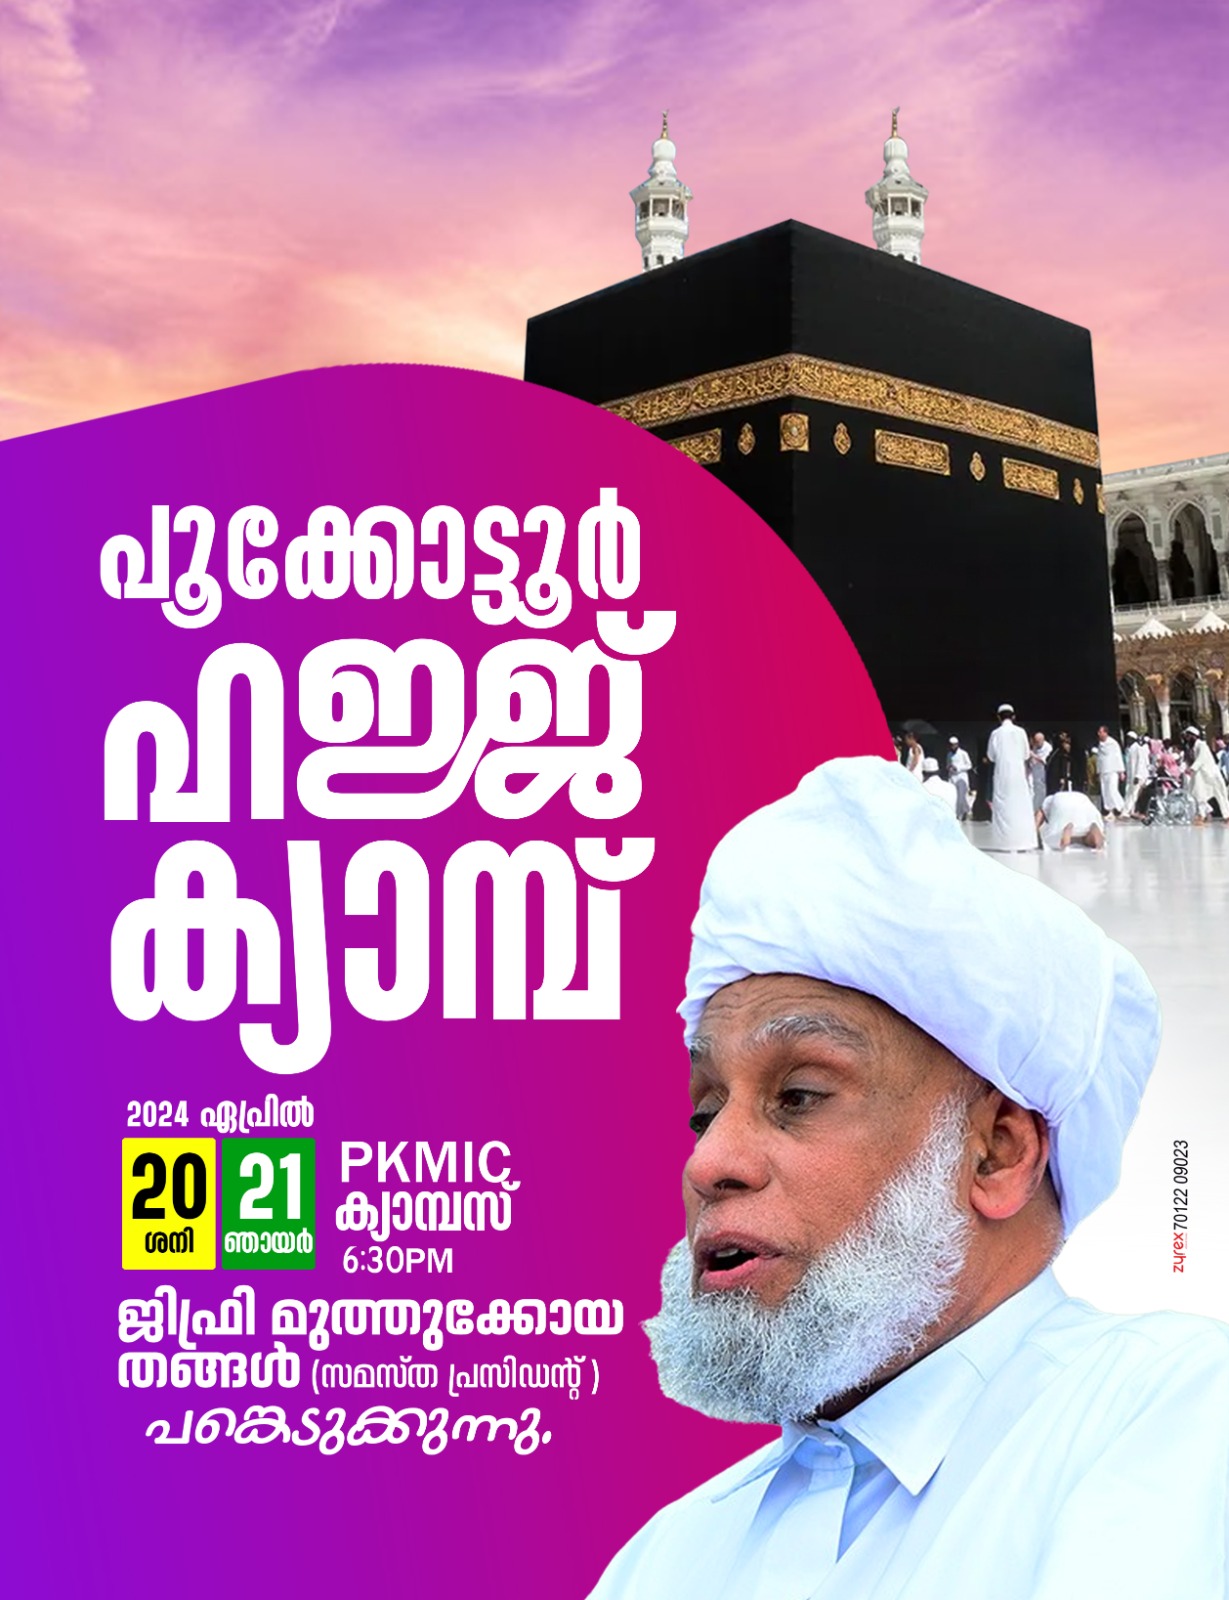 പൂക്കോട്ടൂർ
ഹജ്ജ്
ക്യാമ്പ്
2024 ഏപ്രിൽ
20 21
ശനി ഞായർ
PKMIC
ക്യാമ്പസ്
6:30PM
ജിഫ്രി മുത്തുക്കോയ
തങ്ങൾ (സമസ്ത പ്രസിഡന്റ് )
പങ്കെടുക്കുന്നു.
zyrex 70122 09023